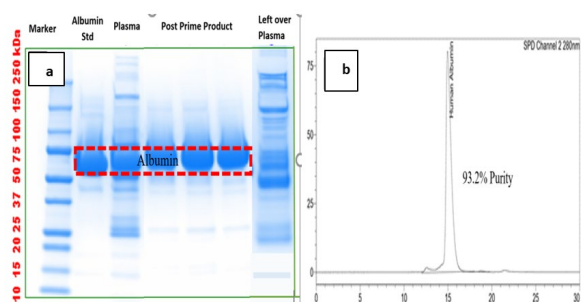 Marker
Albumin
Std
Plasma
Post Prime Product
Left over
Plasma
a
10 15 20 25 37 50 75 100 150 250 kDa
Albumin
b
SPD Channel 2 280nm
Human Albumin
93.2% Purity
75
50
25
0
0 5 10 15 20 25 30